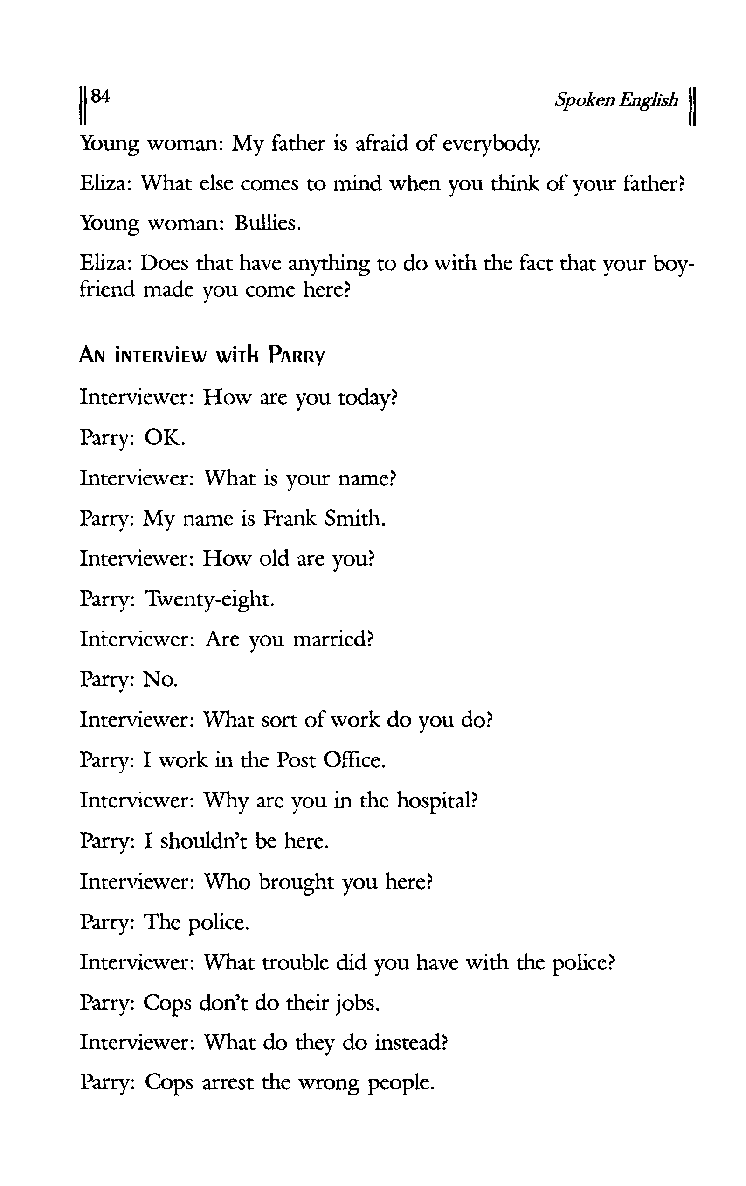 84 Spoken English
Young woman: My father is afraid of everybody.
Eliza: What else comes to mind when you think of your father?
Young woman: Bullies.
Eliza: Does that have anything to do with the fact that your boy-
friend made you come here?
An interview with Parry
Interviewer: How are you today?
Parry: OK.
Interviewer: What is your name?
Parry: My name is Frank Smith.
Interviewer: How old are you?
Parry: Twenty-eight.
Interviewer: Are you married?
Parry: No.
Interviewer: What sort of work do you do?
Parry: I work in the Post Office.
Interviewer: Why are you in the hospital?
Parry: I shouldn't be here.
Interviewer: Who brought you here?
Parry: The police.
Interviewer: What trouble did you have with the police?
Parry: Cops don't do their jobs.
Interviewer: What do they do instead?
Parry: Cops arrest the wrong people.